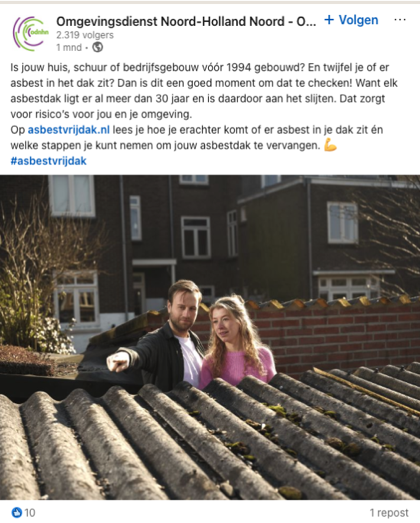 odnhn
Omgevingsdienst Noord-Holland Noord - O...
+ Volgen
2.319 volgers
1 mnd •
Is jouw huis, schuur of bedrijfsgebouw vóór 1994 gebouwd? En twijfel je of er
asbest in het dak zit? Dan is dit een goed moment om dat te checken! Want elk
asbestdak ligt er al meer dan 30 jaar en is daardoor aan het slijten. Dat zorgt
voor risico's voor jou en je omgeving.
Op asbestvrijdak.nl lees je hoe je erachter komt of er asbest in je dak zit én
welke stappen je kunt nemen om jouw asbestdak te vervangen. 💪
#asbestvrijdak
10
1 repost